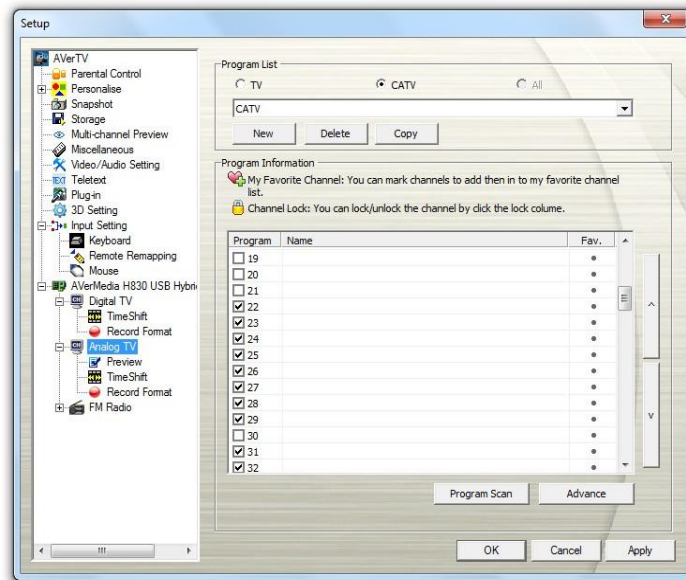 Setup
AVerTV
Parental Control
Personalise
Snapshot
Storage
Multi-channel Preview
Miscellaneous
Video/Audio Setting
TEXT Teletext
Plug-in
3D Setting
Input Setting
Keyboard
Remote Remapping
Mouse
AVerMedia H830 USB Hybri
CH Digital TV
TimeShift
Record Format
CH Analog TV
Preview
TimeShift
Record Format
FM Radio
Program List
TV CATV All
CATV
New Delete Copy
Program Information
My Favorite Channel: You can mark channels to add then in to my favorite channel
list.
Channel Lock: You can lock/unlock the channel by click the lock colume.
Program Name Fav.
19
20
21
22
23
24
25
26
27
28
29
30
31
32
Program Scan Advance
OK Cancel Apply